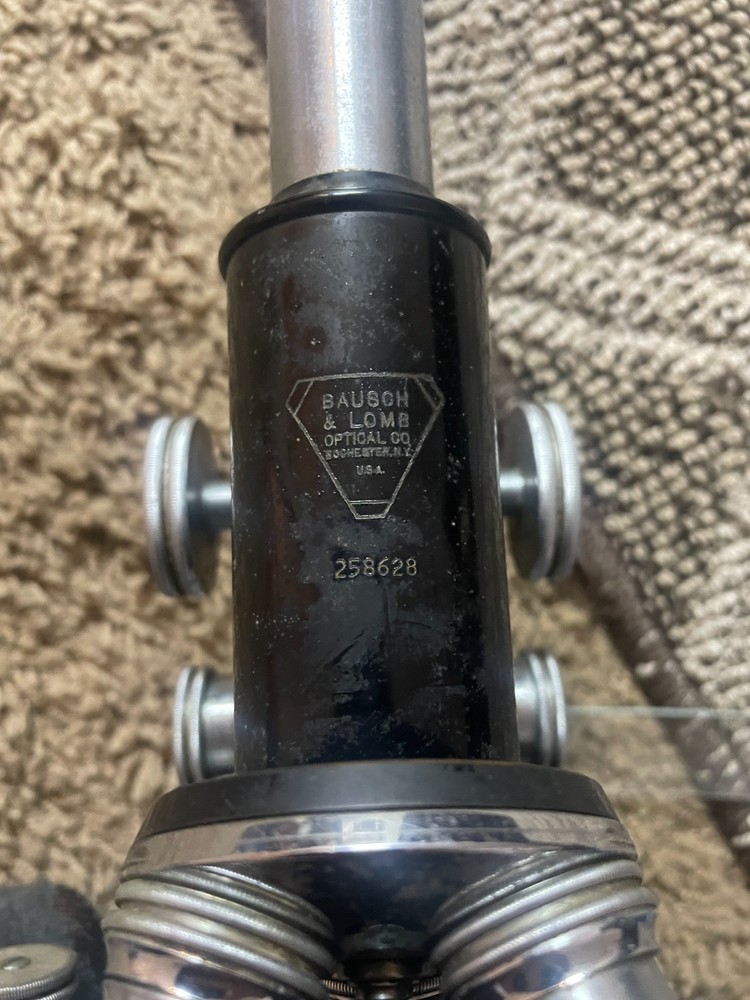 BAUSCH
& LOMB
OPTICAL CO
ROCHESTER, N.Y.
U.S.A.
258628